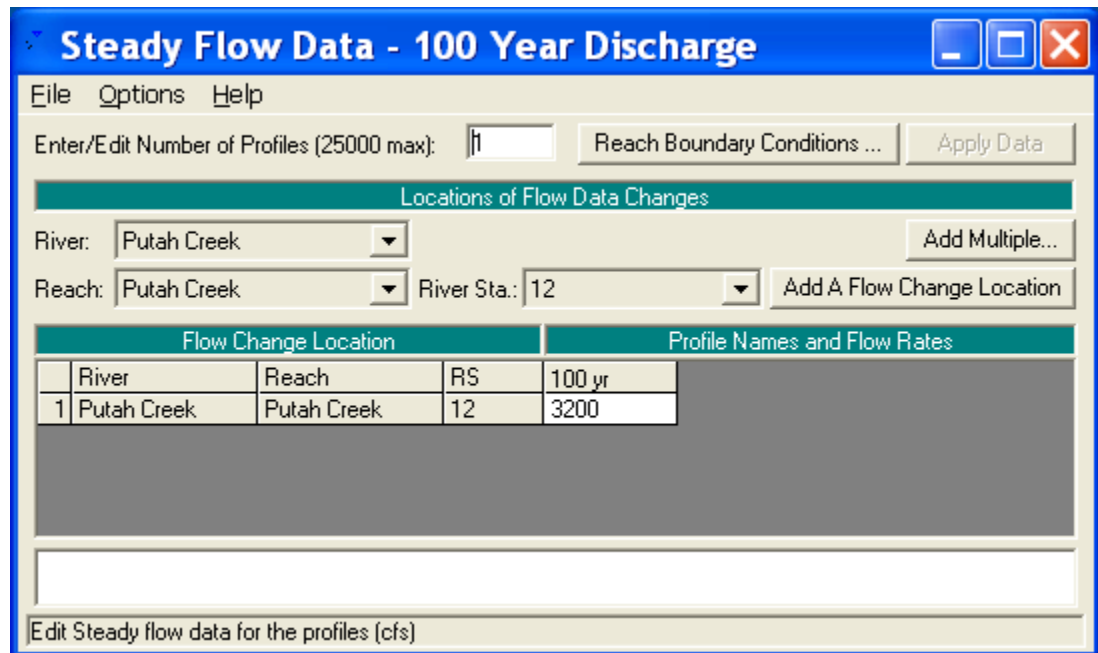 Steady Flow Data - 100 Year Discharge
File Options Help
Enter/Edit Number of Profiles (25000 max): 1 Reach Boundary Conditions ... Apply Data
Locations of Flow Data Changes
River: Putah Creek Add Multiple...
Reach: Putah Creek River Sta.: 12 Add A Flow Change Location
Flow Change Location Profile Names and Flow Rates
River Reach RS 100 yr
1 Putah Creek Putah Creek 12 3200
Edit Steady flow data for the profiles (cfs)